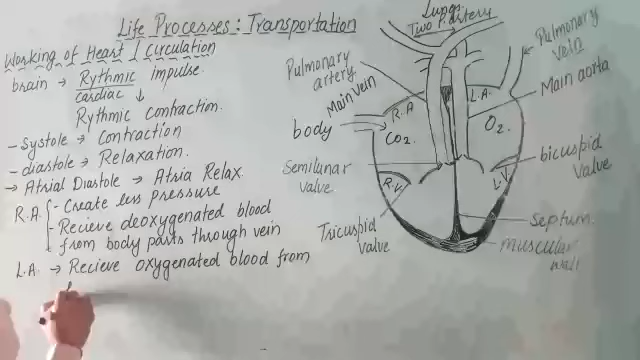 Life Processes: Transportation
Working of Heart / Circulation
brain → Rythmic impulse.
cardiac ↓
Rythmic Contraction.
- Systole → Contraction
- diastole → Relaxation.
→ Atrial Diastole → Atria Relax.
R.A. - Create less pressure
- Recieve deoxygenated blood
from body parts through vein
L.A. → Recieve oxygenated blood from
Lungs
Two P. artery
Pulmonary
artery
Main vein
body
Semilunar
valve
Tricuspid
valve
R.A
CO2
R.V
L.A.
O2.
L.V
Pulmonary
vein
Main aorta
bicuspid
valve
Septum
muscular
wall